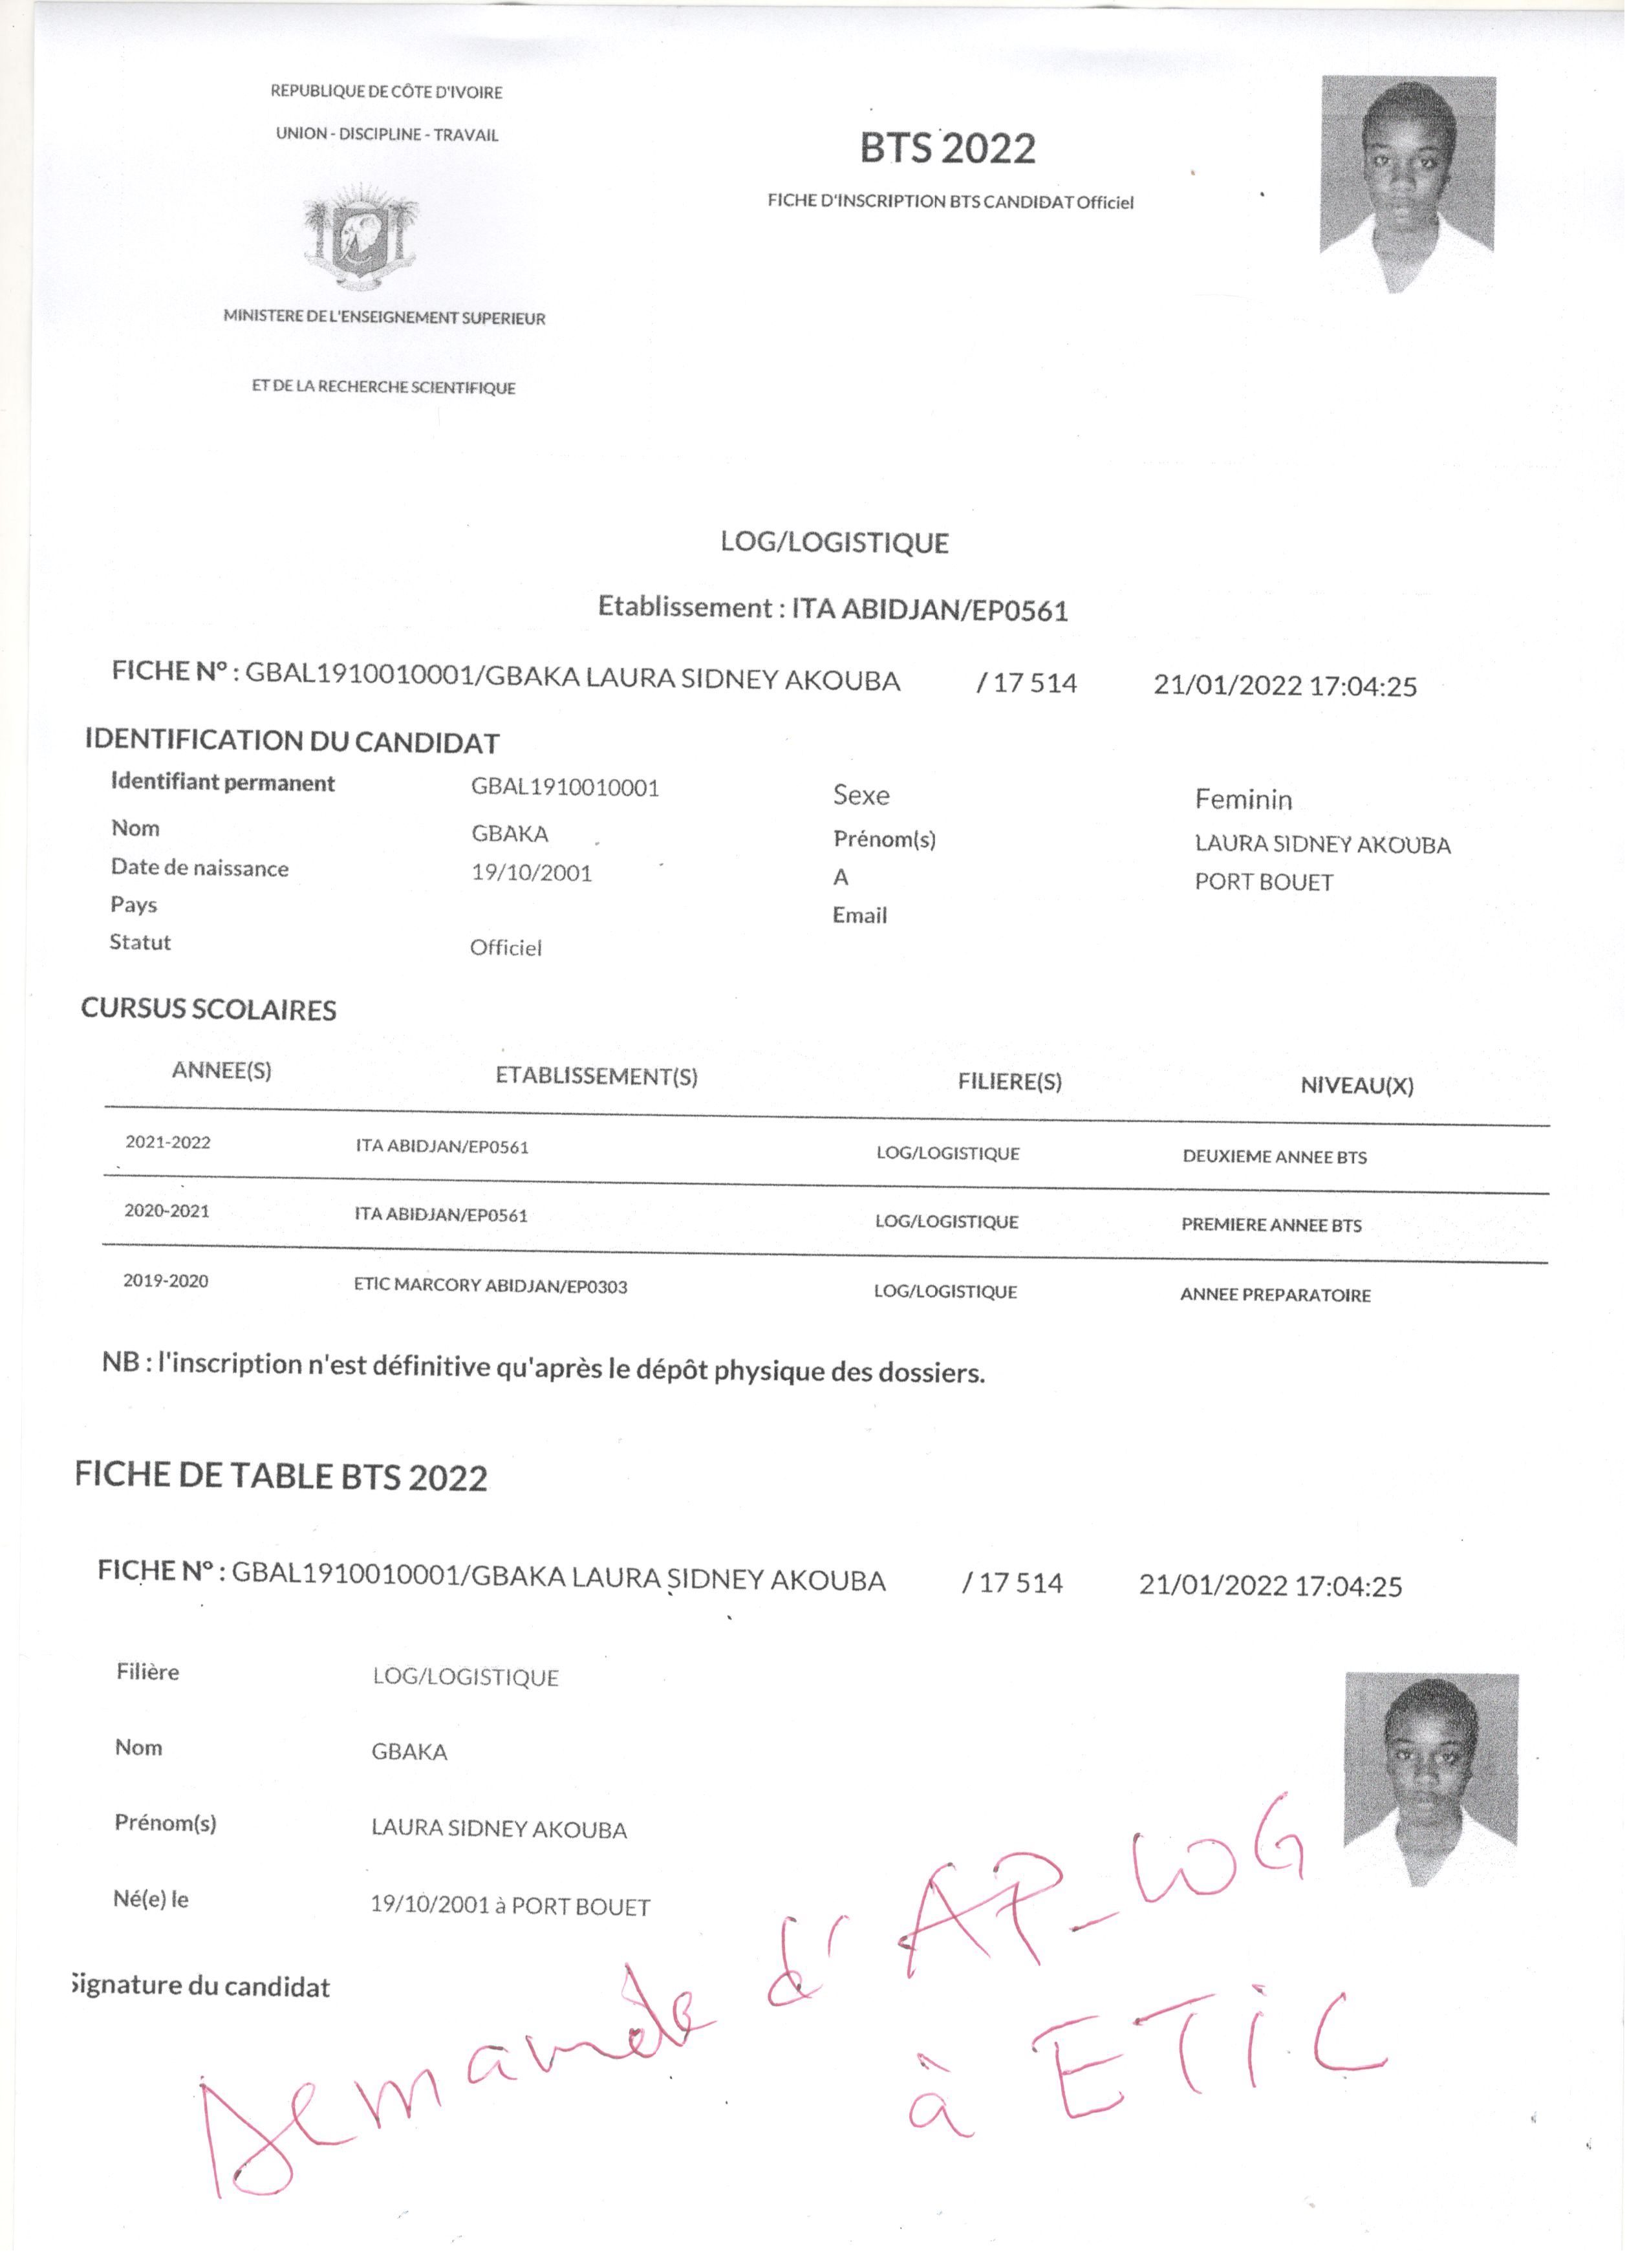 REPUBLIQUE DE CÔTE D'IVOIRE
UNION - DISCIPLINE - TRAVAIL
MINISTERE DE L'ENSEIGNEMENT SUPERIEUR
ET DE LA RECHERCHE SCIENTIFIQUE
BTS 2022
FICHE D'INSCRIPTION BTS CANDIDAT Officiel
LOG/LOGISTIQUE
Etablissement : ITA ABIDJAN/EP0561
FICHE N° : GBAL1910010001/GBAKA LAURA SIDNEY AKOUBA / 17 514 21/01/2022 17:04:25
IDENTIFICATION DU CANDIDAT
Identifiant permanent GBAL1910010001 Sexe Feminin
Nom GBAKA Prénom(s) LAURA SIDNEY AKOUBA
Date de naissance 19/10/2001 A PORT BOUET
Pays Email
Statut Officiel
CURSUS SCOLAIRES
ANNEE(S) ETABLISSEMENT(S) FILIERE(S) NIVEAU(X)
2021-2022 ITA ABIDJAN/EP0561 LOG/LOGISTIQUE DEUXIEME ANNEE BTS
2020-2021 ITA ABIDJAN/EP0561 LOG/LOGISTIQUE PREMIERE ANNEE BTS
2019-2020 ETIC MARCORY ABIDJAN/EP0303 LOG/LOGISTIQUE ANNEE PREPARATOIRE
NB : l'inscription n'est définitive qu'après le dépôt physique des dossiers.
FICHE DE TABLE BTS 2022
FICHE N° : GBAL1910010001/GBAKA LAURA SIDNEY AKOUBA / 17 514 21/01/2022 17:04:25
Filière LOG/LOGISTIQUE
Nom GBAKA
Prénom(s) LAURA SIDNEY AKOUBA
Né(e) le 19/10/2001 à PORT BOUET
Signature du candidat
Demande d'AP_LOG
à ETIC